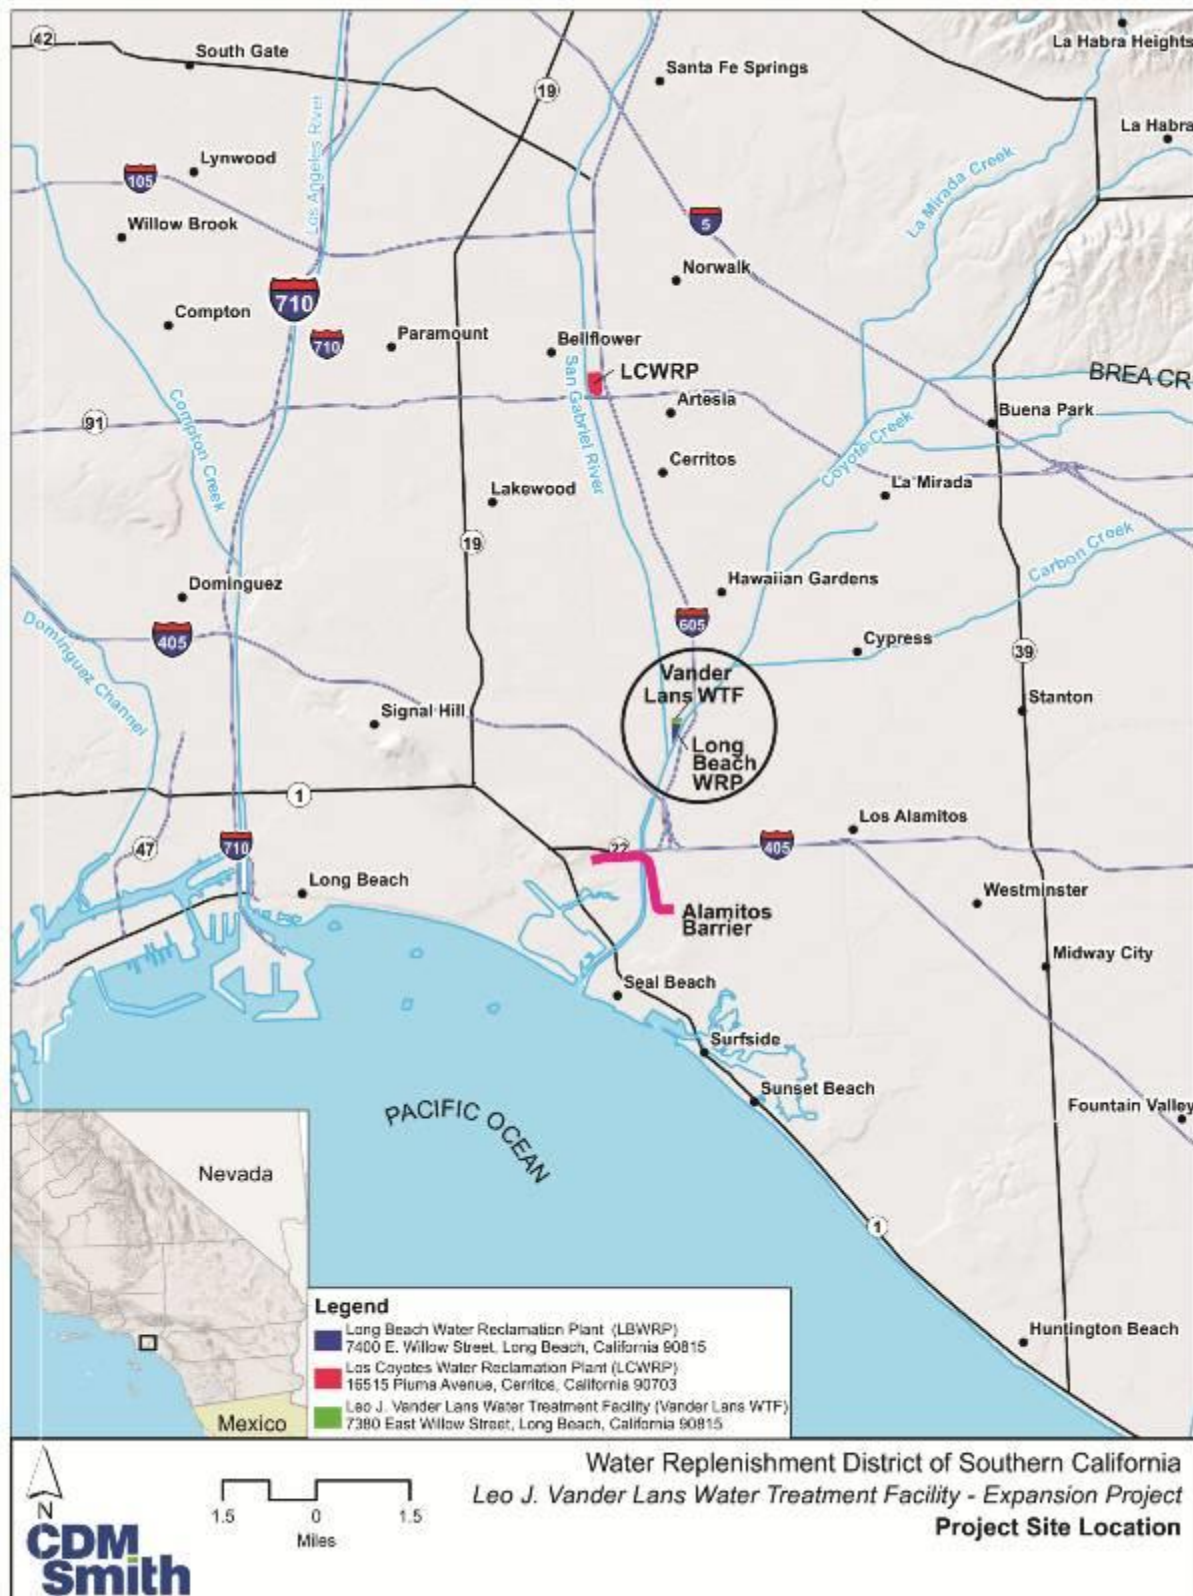 42
South Gate
La Habra Heights
Santa Fe Springs
19
Los Angeles River
La Habra
Lynwood
La Mirada Creek
105
Willow Brook
5
Norwalk
710
Compton
710
Paramount
Bellflower
LCWRP
San Gabriel River
BREA CR
Artesia
Compton Creek
91
Buena Park
Coyote Creek
Cerritos
La Mirada
Lakewood
19
Carbon Creek
Hawaiian Gardens
Dominguez
605
405
Cypress
Dominguez Channel
39
Vander
Lans WTF
Stanton
Signal Hill
Long
Beach
WRP
1
Los Alamitos
47
710
22
405
Long Beach
Westminster
Alamitos
Barrier
Midway City
Seal Beach
Surfside
Sunset Beach
Fountain Valley
PACIFIC OCEAN
Nevada
1
Mexico
Huntington Beach
Legend
Long Beach Water Reclamation Plant (LBWRP)
7400 E. Willow Street, Long Beach, California 90815
Los Coyotes Water Reclamation Plant (LCWRP)
16515 Piuma Avenue, Cerritos, California 90703
Leo J. Vander Lans Water Treatment Facility (Vander Lans WTF)
7380 East Willow Street, Long Beach, California 90815
N
CDM
Smith
1.5 0 1.5
Miles
Water Replenishment District of Southern California
Leo J. Vander Lans Water Treatment Facility - Expansion Project
Project Site Location